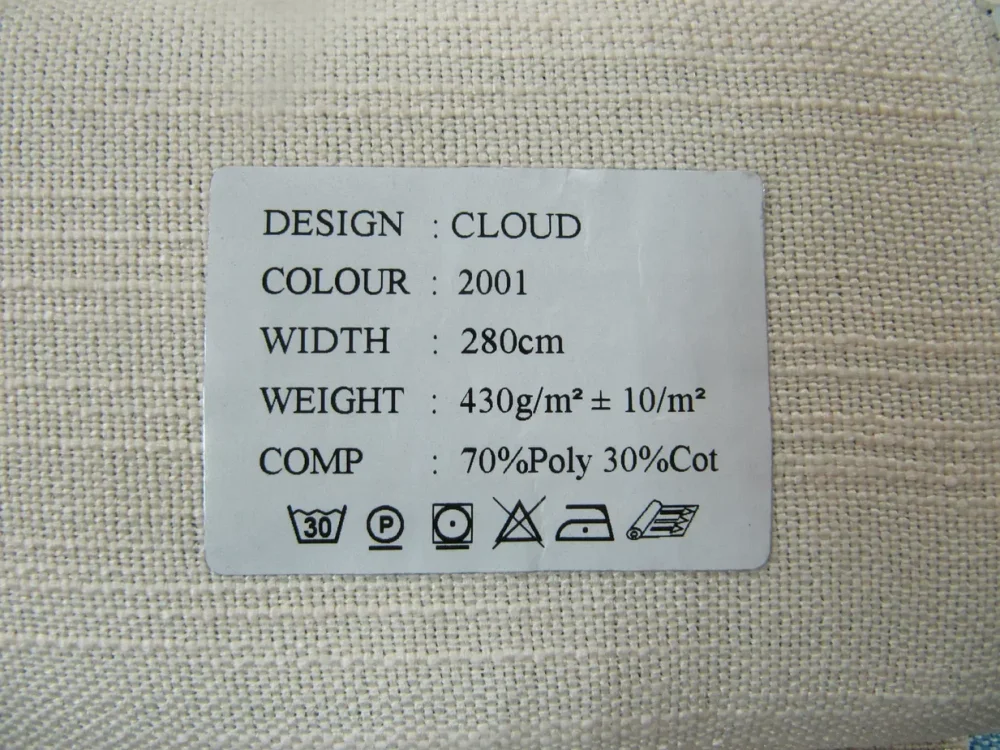 DESIGN : CLOUD
COLOUR : 2001
WIDTH : 280cm
WEIGHT : 430g/m² ± 10/m²
COMP : 70%Poly 30%Cot
30 P